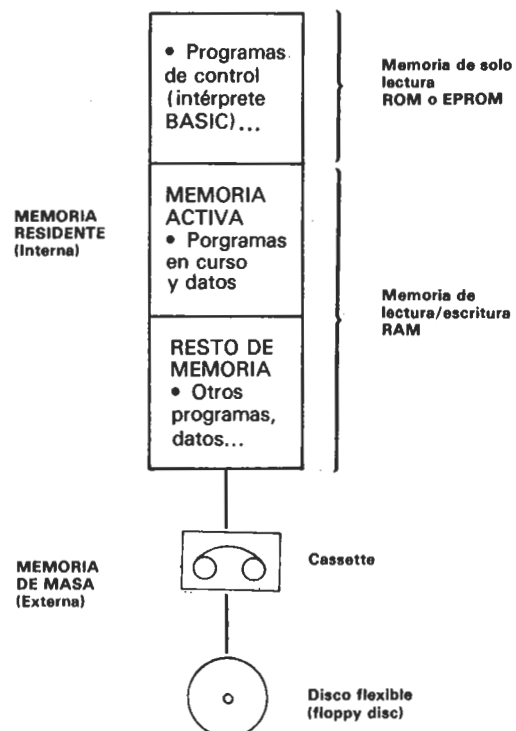 • Programas
de control
(intérprete
BASIC)...
Memoria de solo
lectura
ROM o EPROM
MEMORIA
RESIDENTE
(Interna)
MEMORIA
ACTIVA
• Porgramas
en curso
y datos
RESTO DE
MEMORIA
• Otros
programas,
datos...
Memoria de
lectura/escritura
RAM
MEMORIA
DE MASA
(Externa)
Cassette
Disco flexible
(floppy disc)